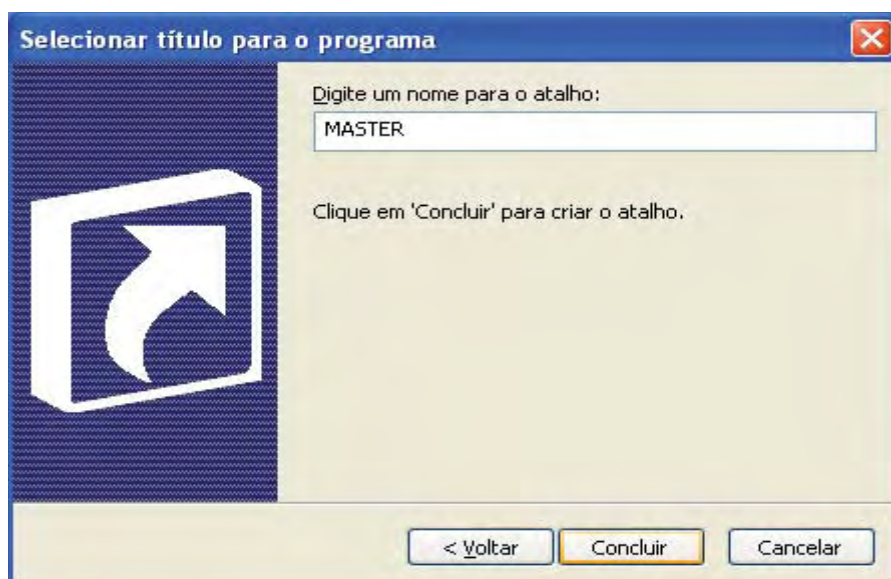 Selecionar título para o programa
Digite um nome para o atalho:
MASTER
Clique em 'Concluir' para criar o atalho.
< Voltar
Concluir
Cancelar